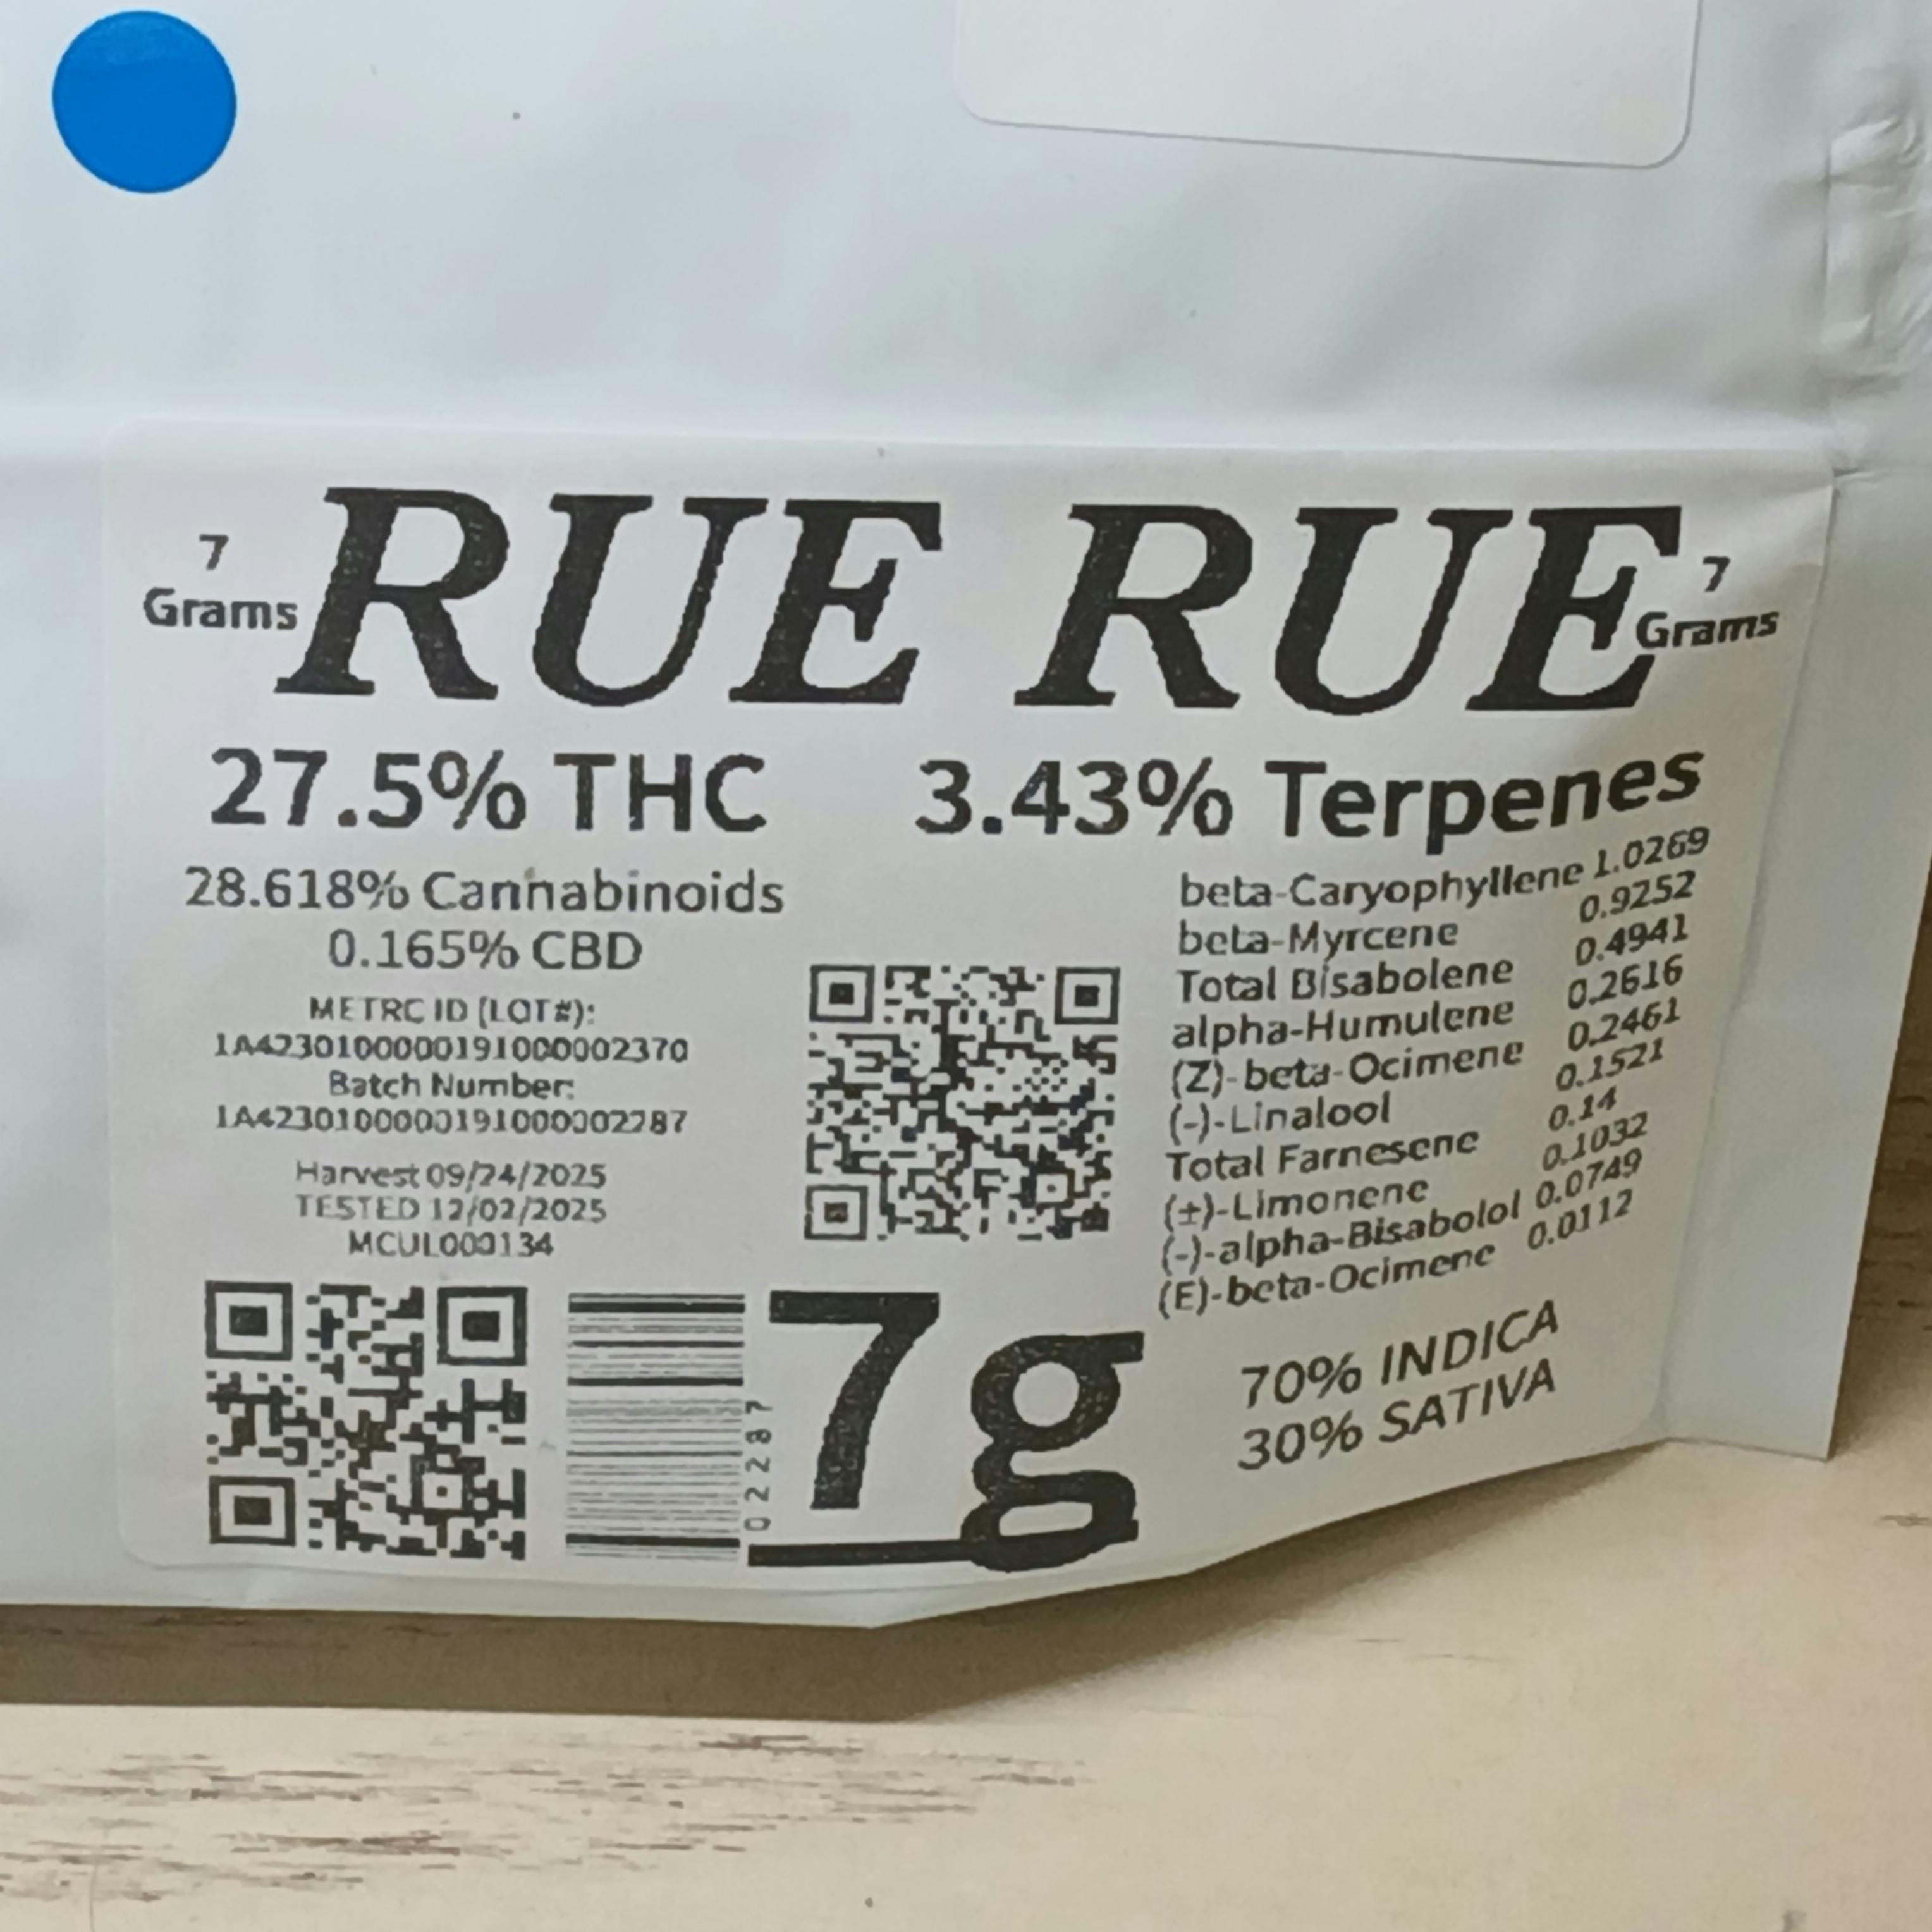 7
Grams
RUE RUE
7
Grams
27.5% THC
3.43% Terpenes
28.618% Cannabinoids
0.165% CBD
METRC ID (LOT#):
1A4230100000191000002370
Batch Number:
1A4230100000191000002287
Harvest 09/24/2025
TESTED 12/02/2025
MCUL000134
beta-Caryophyllene 1.0269
beta-Myrcene 0.9252
Total Bisabolene 0.4941
alpha-Humulene 0.2616
(Z)-beta-Ocimene 0.2461
(-)-Linalool 0.1521
Total Farnesene 0.14
(±)-Limonene 0.1032
(-)-alpha-Bisabolol 0.0749
(E)-beta-Ocimene 0.0112
02287
7g
70% INDICA
30% SATIVA